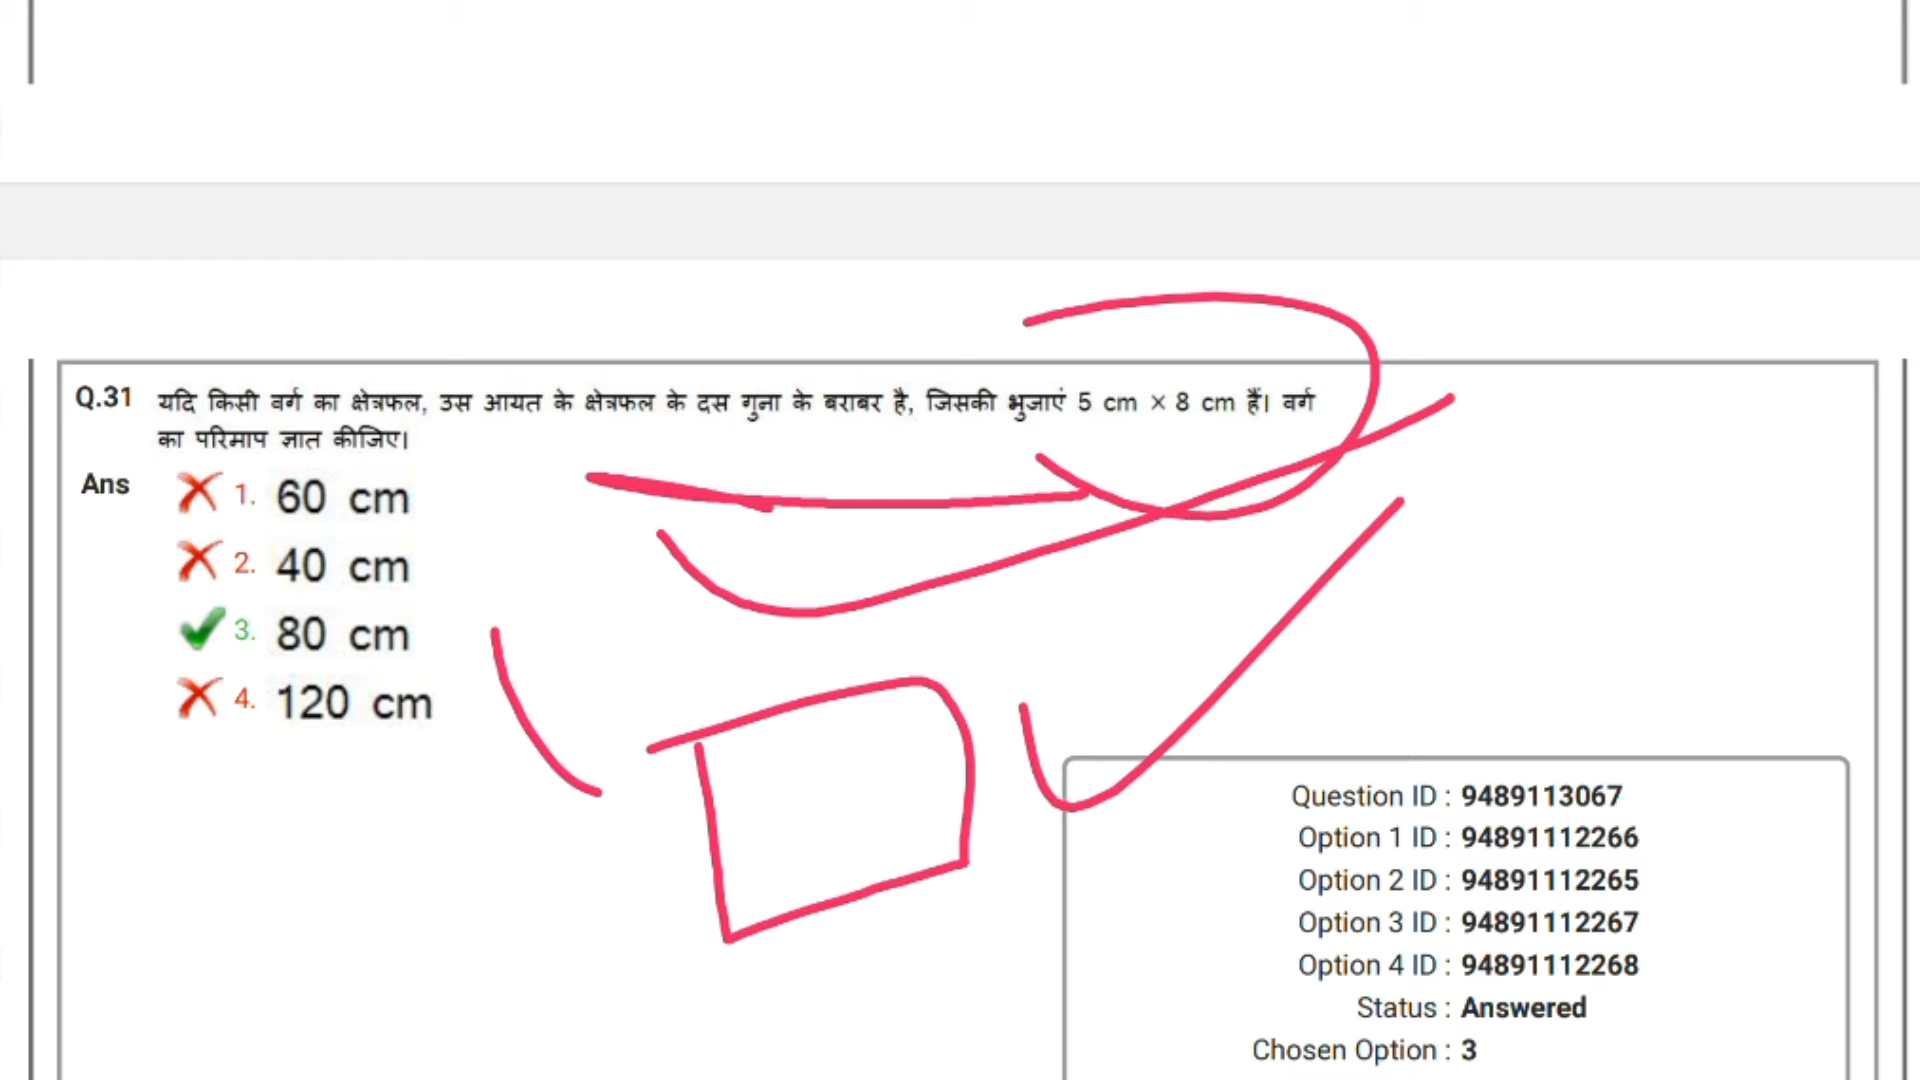 Q.31 यदि किसी वर्ग का क्षेत्रफल, उस आयत के क्षेत्रफल के दस गुना के बराबर है, जिसकी भुजाएं 5 cm × 8 cm हैं। वर्ग
का परिमाप ज्ञात कीजिए।
Ans 1. 60 cm
2. 40 cm
3. 80 cm
4. 120 cm
Question ID : 9489113067
Option 1 ID : 94891112266
Option 2 ID : 94891112265
Option 3 ID : 94891112267
Option 4 ID : 94891112268
Status : Answered
Chosen Option : 3